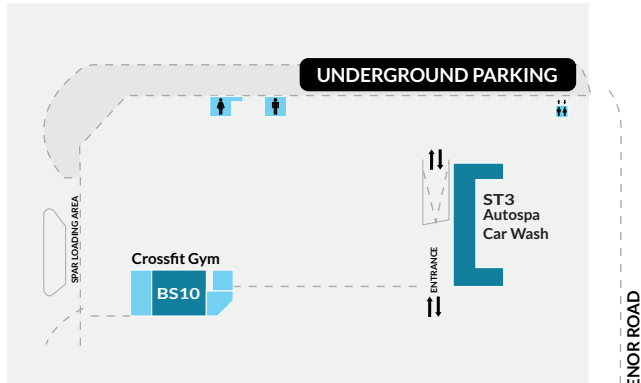 UNDERGROUND PARKING
ST3
Autospa
Car Wash
SPAR LOADING AREA
Crossfit Gym
BS10
ENTRANCE
ENOR ROAD